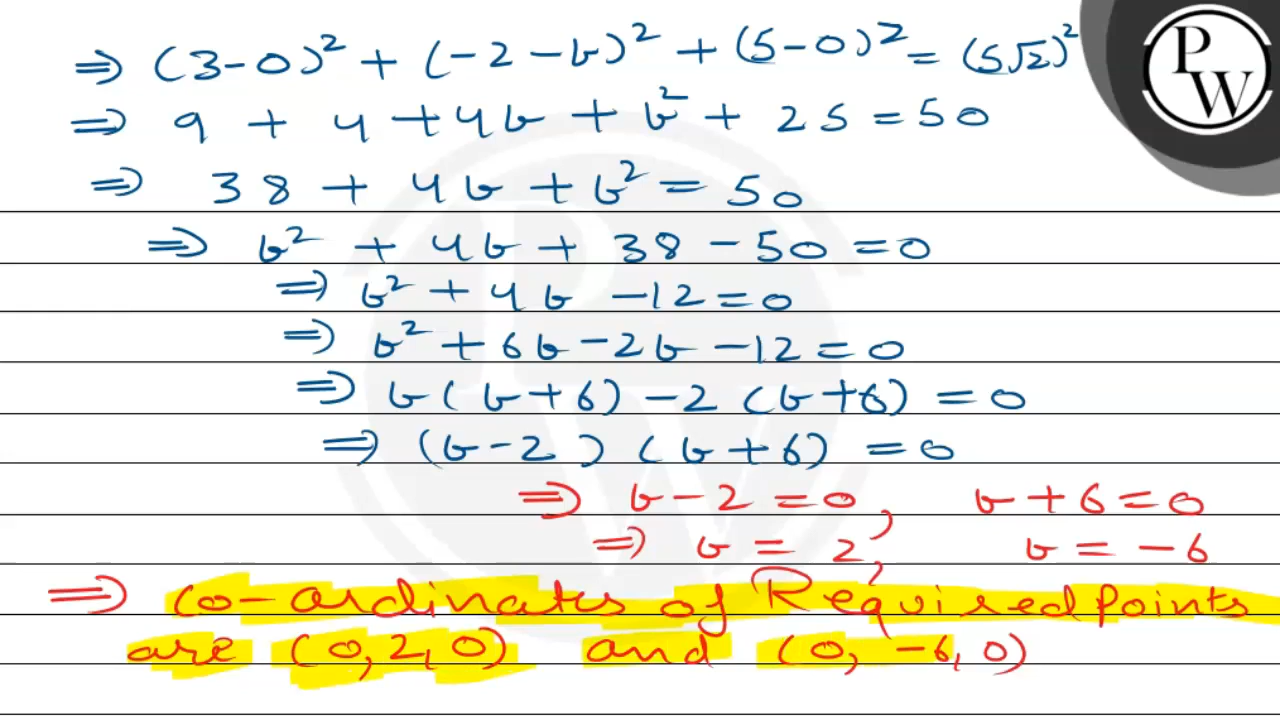 ⇒ (3-0)² + (-2-b)² + (5-0)² = (5√2)²
⇒ 9 + 4 + 4b + b² + 25 = 50
⇒ 38 + 4b + b² = 50
⇒ b² + 4b + 38 - 50 = 0
⇒ b² + 4b - 12 = 0
⇒ b² + 6b - 2b - 12 = 0
⇒ b(b+6) - 2(b+6) = 0
⇒ (b-2)(b+6) = 0
⇒ b-2 = 0, b+6 = 0
⇒ b = 2, b = -6
⇒ co-ordinates of Required points
are (0,2,0) and (0,-6,0)
PW